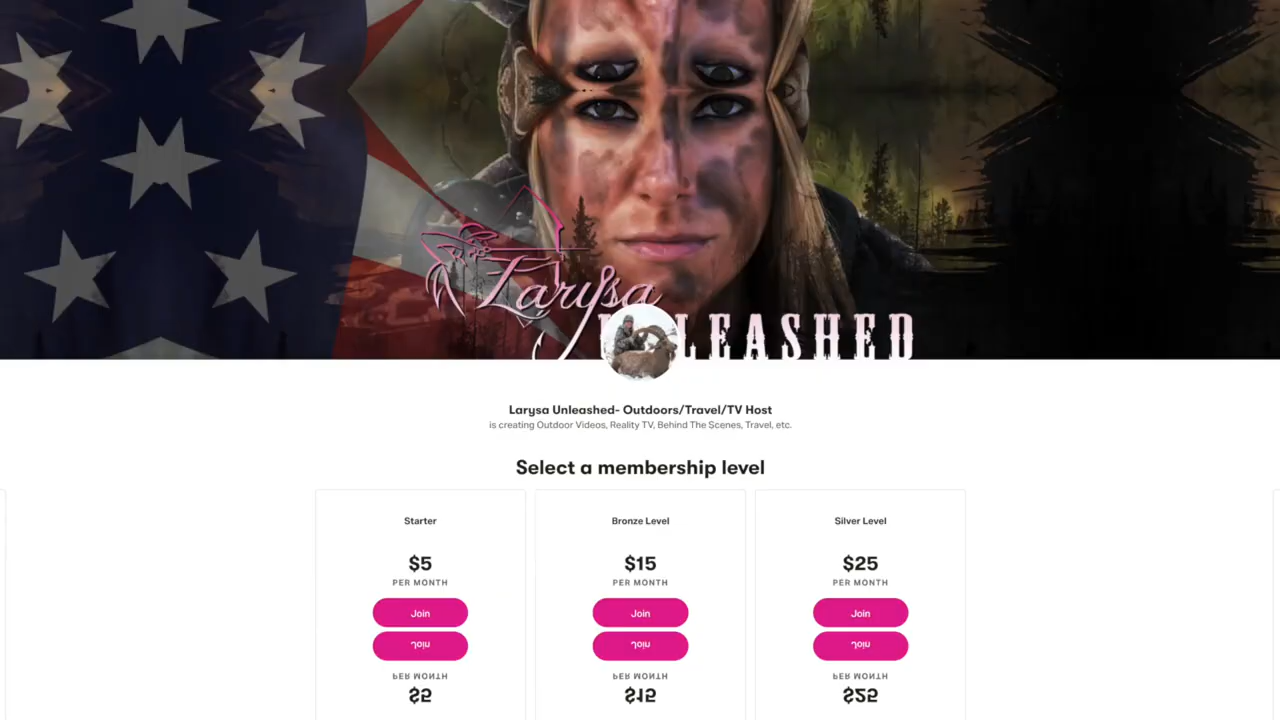 Larysa
UNLEASHED
Larysa Unleashed- Outdoors/Travel/TV Host
is creating Outdoor Videos, Reality TV, Behind The Scenes, Travel, etc.
Select a membership level
Starter
Bronze Level
Silver Level
$5
$15
$25
PER MONTH
PER MONTH
PER MONTH
Join
Join
Join
Join
Join
Join
PER MONTH
PER MONTH
PER MONTH
$5
$15
$25